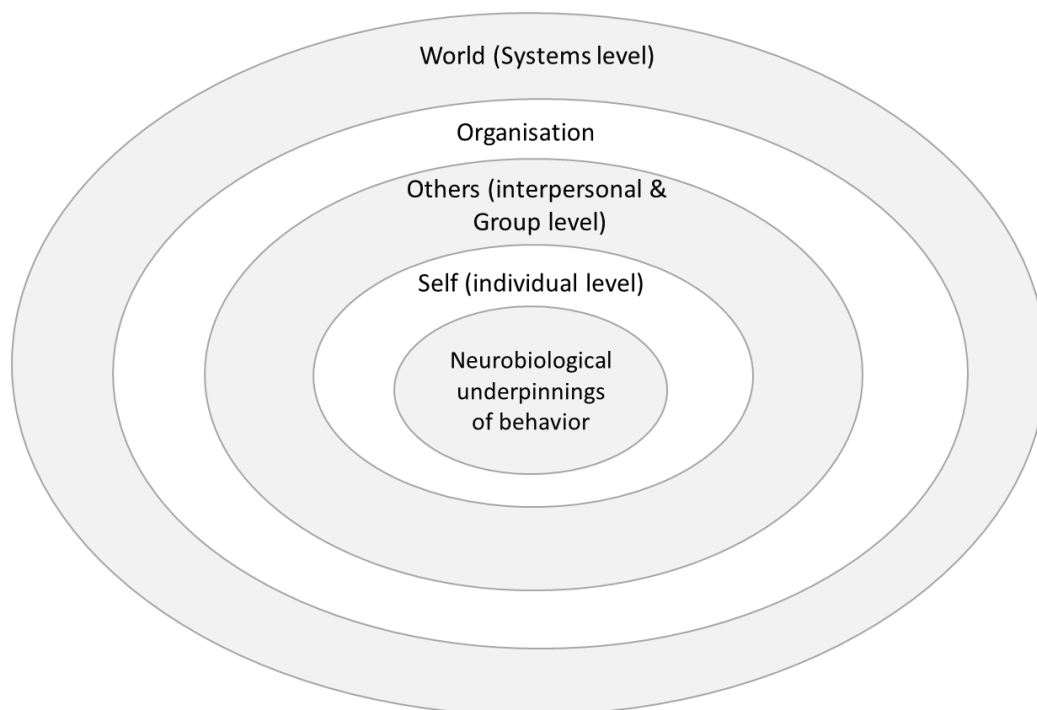 World (Systems level)
Organisation
Others (interpersonal &
Group level)
Self (individual level)
Neurobiological
underpinnings
of behavior